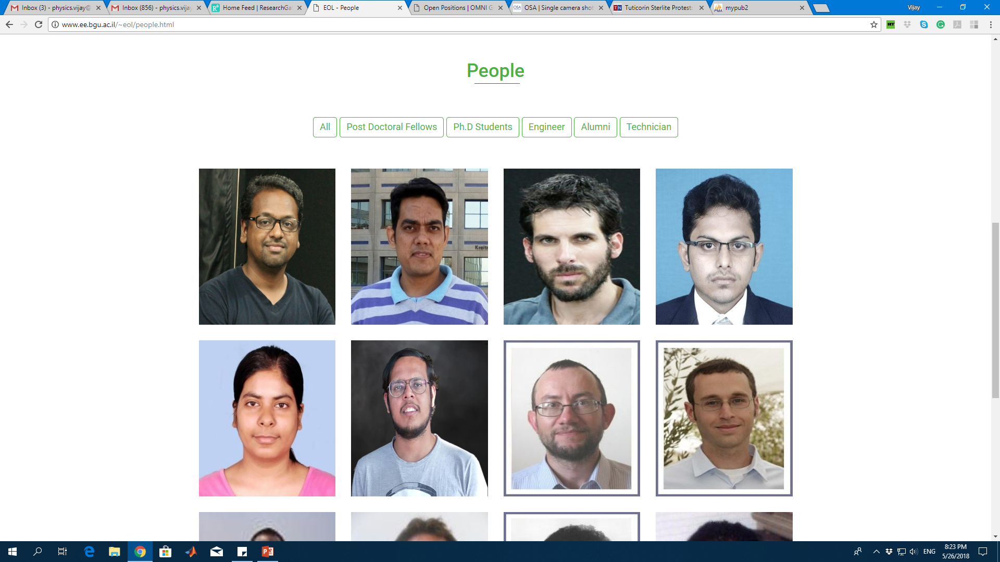 Inbox (3) - physics.vijay@
Inbox (856) - physics.vijay
Home Feed | ResearchGa
EOL - People
Open Positions | OMNI G
OSA | Single camera shot
Tuticorin Sterlite Protest:
mypub2
Vijay
www.ee.bgu.ac.il/~eol/people.html
People
All
Post Doctoral Fellows
Ph.D Students
Engineer
Alumni
Technician
ENG
8:23 PM
5/26/2018